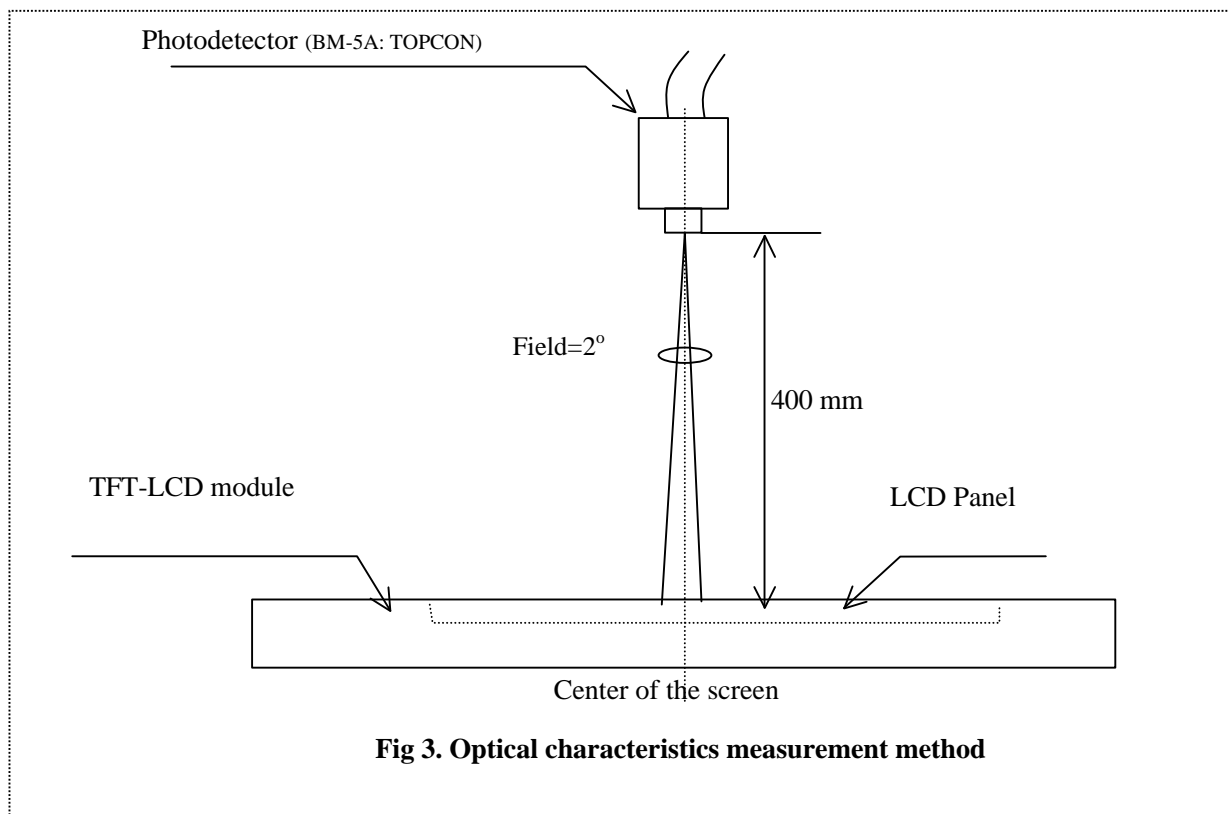 Photodetector (BM-5A: TOPCON)
Field=2°
400 mm
TFT-LCD module
LCD Panel
Center of the screen
Fig 3. Optical characteristics measurement method